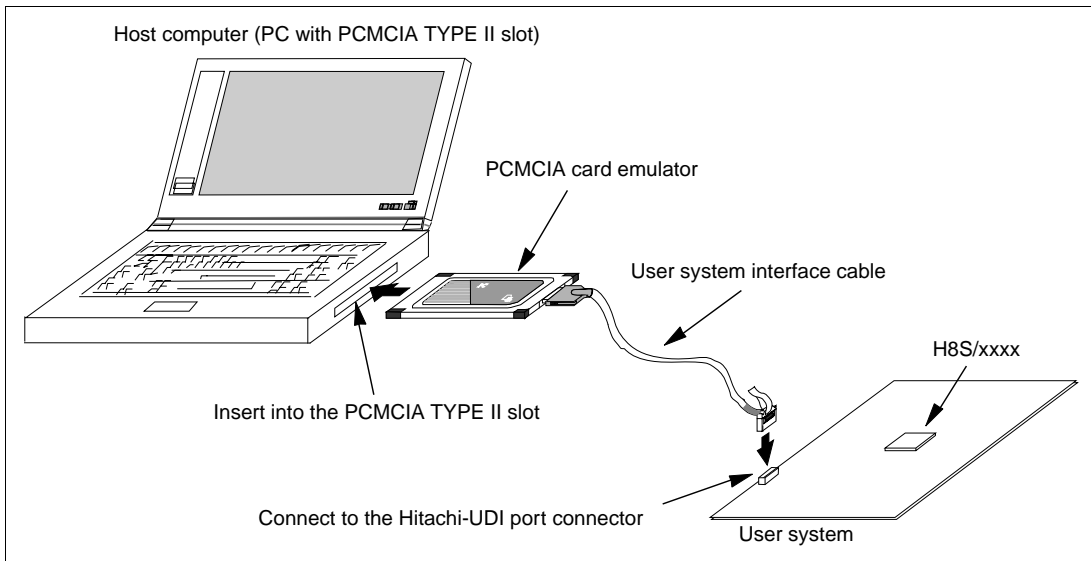 Host computer (PC with PCMCIA TYPE II slot)
PCMCIA card emulator
User system interface cable
H8S/xxxx
Insert into the PCMCIA TYPE II slot
Connect to the Hitachi-UDI port connector
User system